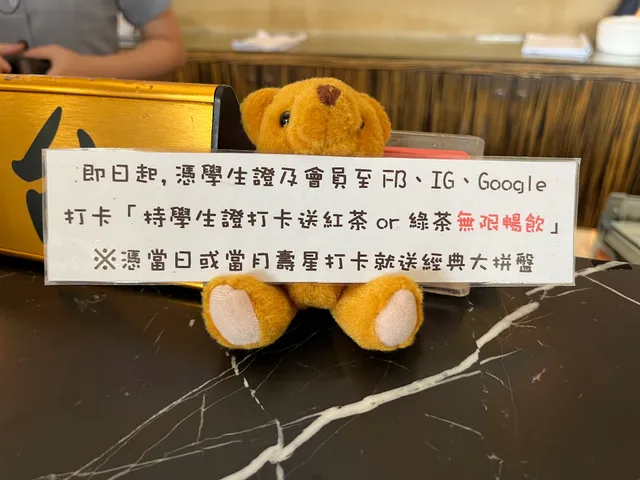 即日起,憑學生證及會員至 FB、IG、Google
打卡「持學生證打卡送紅茶 or 綠茶無限暢飲」
※憑當日或當月壽星打卡就送經典大拼盤